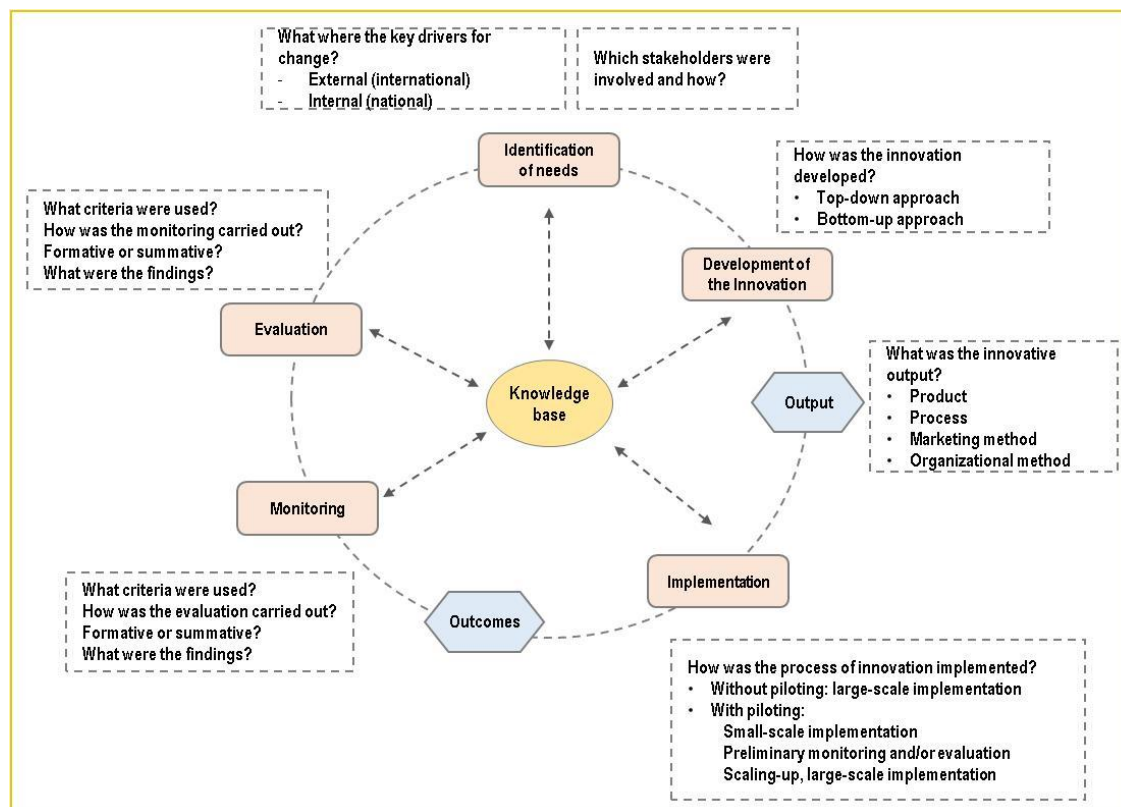 What where the key drivers for
change?
- External (international)
- Internal (national)
Which stakeholders were
involved and how?
Identification
of needs
How was the innovation
developed?
• Top-down approach
• Bottom-up approach
What criteria were used?
How was the monitoring carried out?
Formative or summative?
What were the findings?
Development of
the Innovation
Evaluation
Knowledge
base
What was the innovative
output?
• Product
• Process
• Marketing method
• Organizational method
Output
Monitoring
Implementation
What criteria were used?
How was the evaluation carried out?
Formative or summative?
What were the findings?
Outcomes
How was the process of innovation implemented?
• Without piloting: large-scale implementation
• With piloting:
Small-scale implementation
Preliminary monitoring and/or evaluation
Scaling-up, large-scale implementation